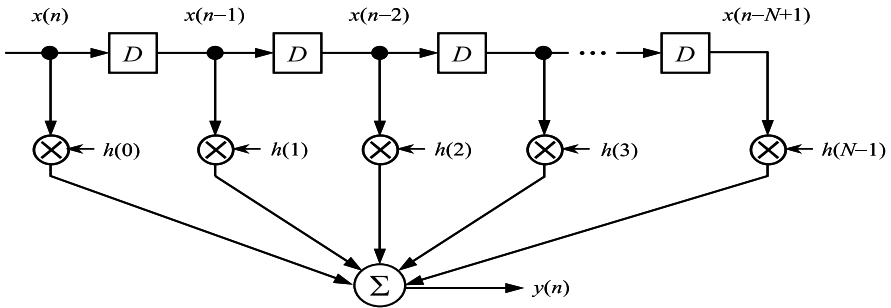 x(n) x(n−1) x(n−2) x(n−N+1)
D D D ··· D
h(0) h(1) h(2) h(3) h(N−1)
Σ y(n)